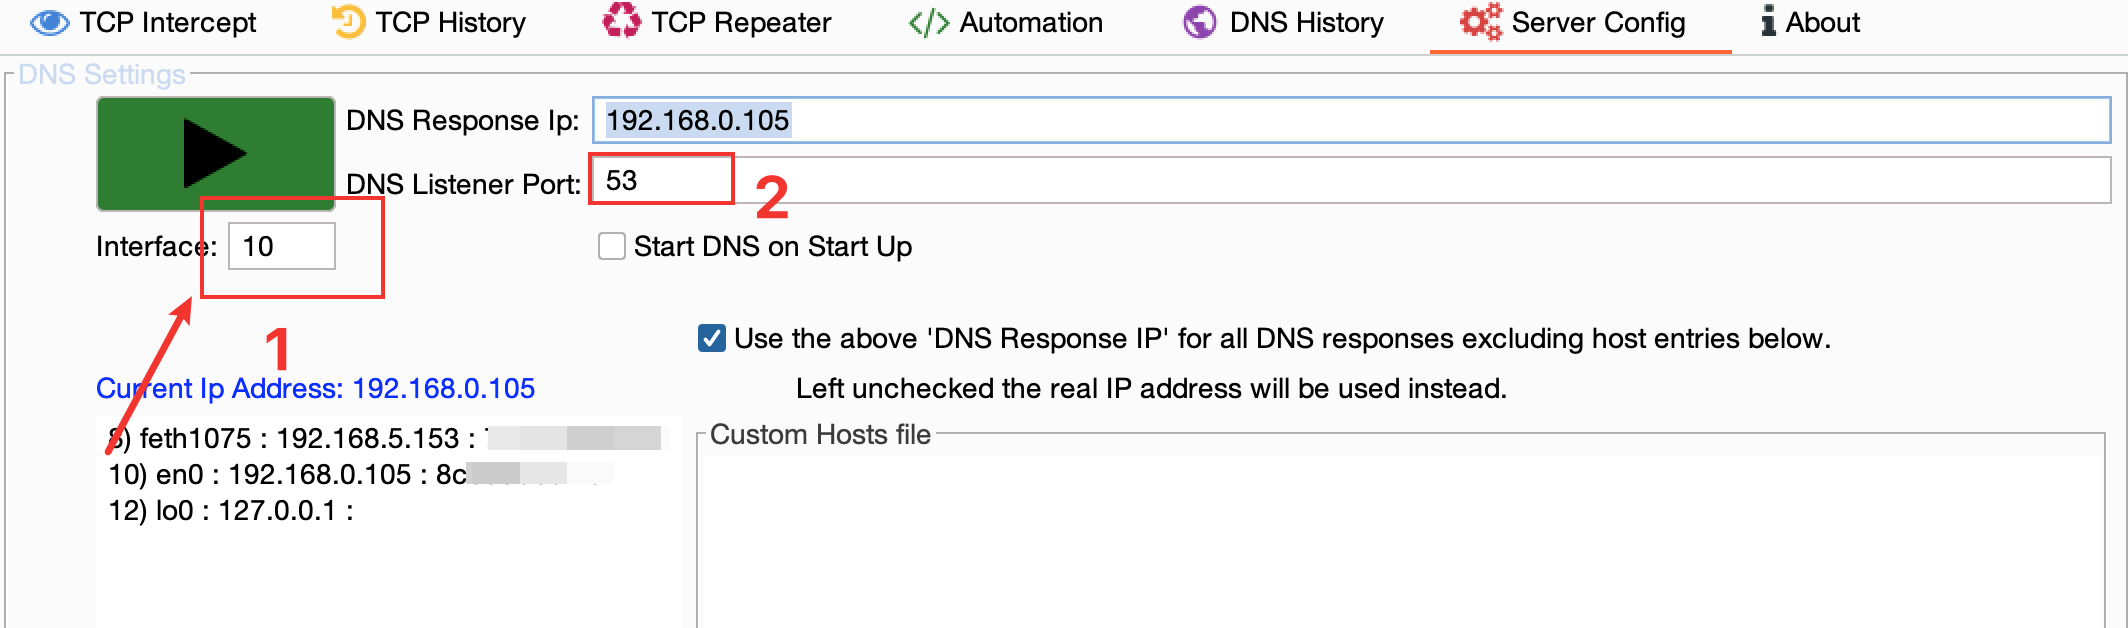 TCP Intercept TCP History TCP Repeater Automation DNS History Server Config About
DNS Settings
DNS Response Ip: 192.168.0.105
DNS Listener Port: 53
2
Interface: 10
Start DNS on Start Up
1
Use the above 'DNS Response IP' for all DNS responses excluding host entries below.
Current Ip Address: 192.168.0.105
Left unchecked the real IP address will be used instead.
8) feth1075 : 192.168.5.153 :
Custom Hosts file
10) en0 : 192.168.0.105 : 8c
12) lo0 : 127.0.0.1 :